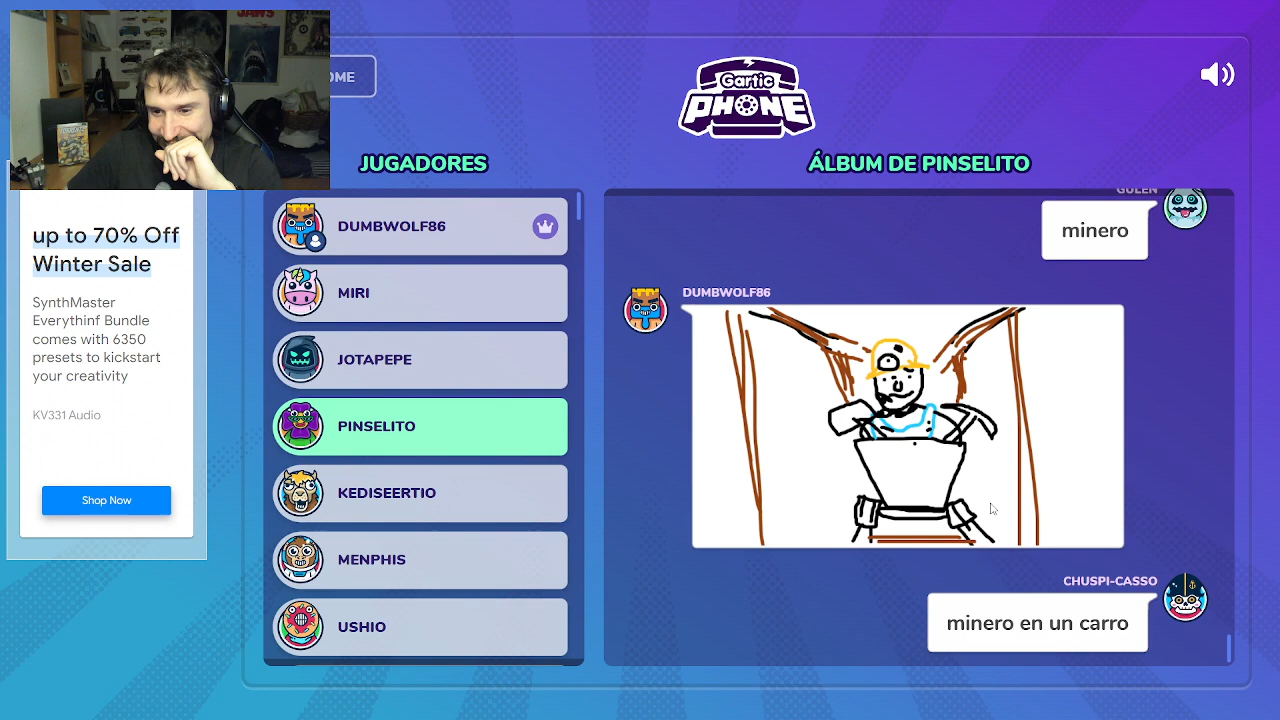 JAWS
OME
Gartic
PHONE
JUGADORES
ÁLBUM DE PINSELITO
DUMBWOLF86
MIRI
JOTAPEPE
PINSELITO
KEDISEERTIO
MENPHIS
USHIO
GULEN
minero
DUMBWOLF86
CHUSPI-CASSO
minero en un carro
up to 70% Off
Winter Sale
SynthMaster
Everythinf Bundle
comes with 6350
presets to kickstart
your creativity
KV331 Audio
Shop Now